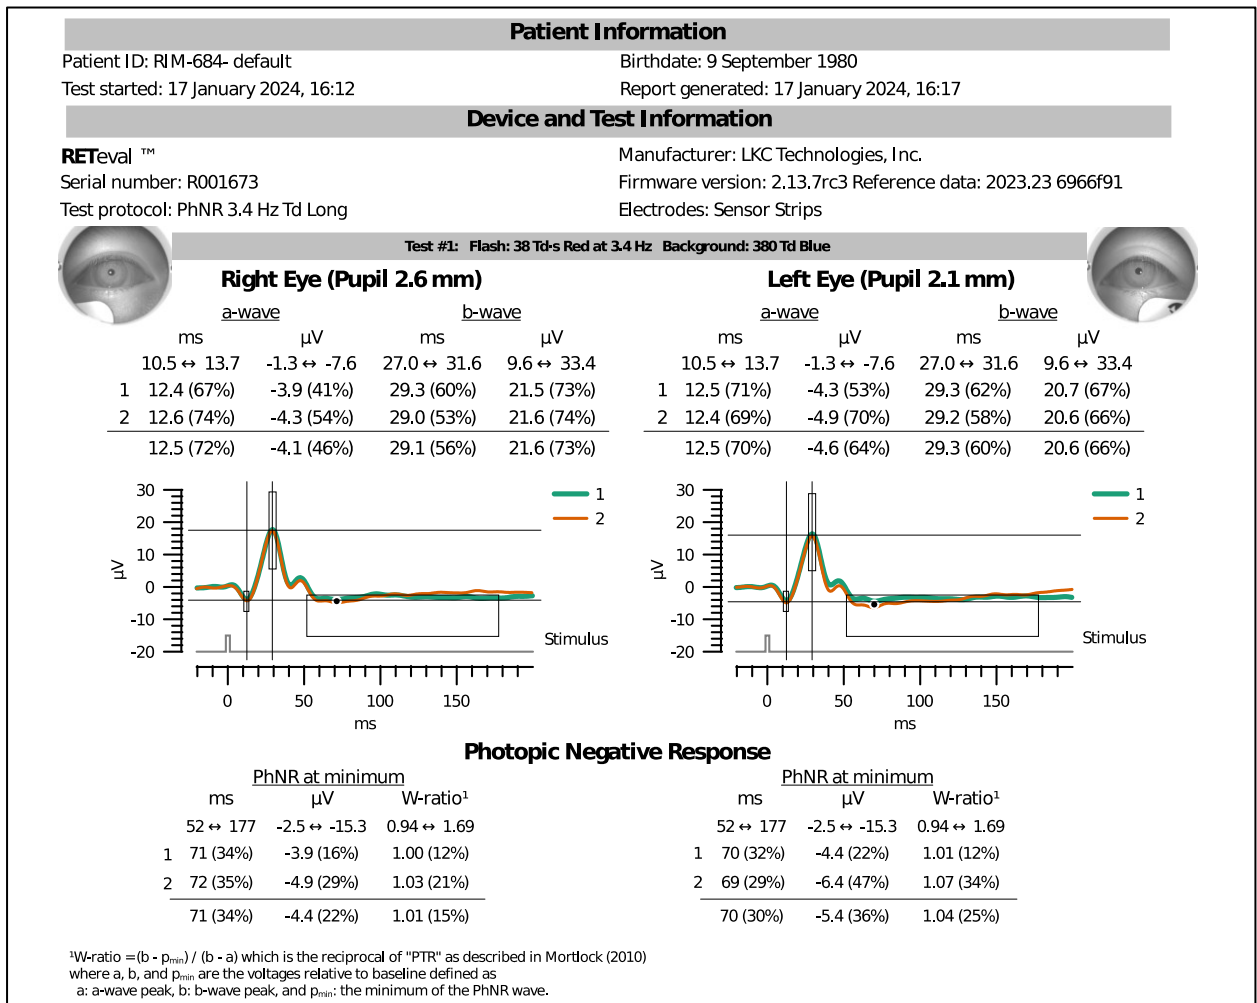 Patient Information
Patient ID: RIM-684- default
Birthdate: 9 September 1980
Test started: 17 January 2024, 16:12
Report generated: 17 January 2024, 16:17
Device and Test Information
RETeval ™
Manufacturer: LKC Technologies, Inc.
Serial number: R001673
Firmware version: 2.13.7rc3 Reference data: 2023.23 6966f91
Test protocol: PhNR 3.4 Hz Td Long
Electrodes: Sensor Strips
Test #1: Flash: 38 Td·s Red at 3.4 Hz Background: 380 Td Blue
Right Eye (Pupil 2.6 mm)
a-wave b-wave
ms µV ms µV
10.5 ↔ 13.7 -1.3 ↔ -7.6 27.0 ↔ 31.6 9.6 ↔ 33.4
1 12.4 (67%) -3.9 (41%) 29.3 (60%) 21.5 (73%)
2 12.6 (74%) -4.3 (54%) 29.0 (53%) 21.6 (74%)
12.5 (72%) -4.1 (46%) 29.1 (56%) 21.6 (73%)
Left Eye (Pupil 2.1 mm)
a-wave b-wave
ms µV ms µV
10.5 ↔ 13.7 -1.3 ↔ -7.6 27.0 ↔ 31.6 9.6 ↔ 33.4
1 12.5 (71%) -4.3 (53%) 29.3 (62%) 20.7 (67%)
2 12.4 (69%) -4.9 (70%) 29.2 (58%) 20.6 (66%)
12.5 (70%) -4.6 (64%) 29.3 (60%) 20.6 (66%)
30
20
10
0
-10
-20
µV
1
2
Stimulus
0 50 100 150
ms
30
20
10
0
-10
-20
µV
1
2
Stimulus
0 50 100 150
ms
Photopic Negative Response
PhNR at minimum
ms µV W-ratio¹
52 ↔ 177 -2.5 ↔ -15.3 0.94 ↔ 1.69
1 71 (34%) -3.9 (16%) 1.00 (12%)
2 72 (35%) -4.9 (29%) 1.03 (21%)
71 (34%) -4.4 (22%) 1.01 (15%)
PhNR at minimum
ms µV W-ratio¹
52 ↔ 177 -2.5 ↔ -15.3 0.94 ↔ 1.69
1 70 (32%) -4.4 (22%) 1.01 (12%)
2 69 (29%) -6.4 (47%) 1.07 (34%)
70 (30%) -5.4 (36%) 1.04 (25%)
¹W-ratio = (b - pmin) / (b - a) which is the reciprocal of "PTR" as described in Mortlock (2010)
where a, b, and pmin are the voltages relative to baseline defined as
a: a-wave peak, b: b-wave peak, and pmin: the minimum of the PhNR wave.